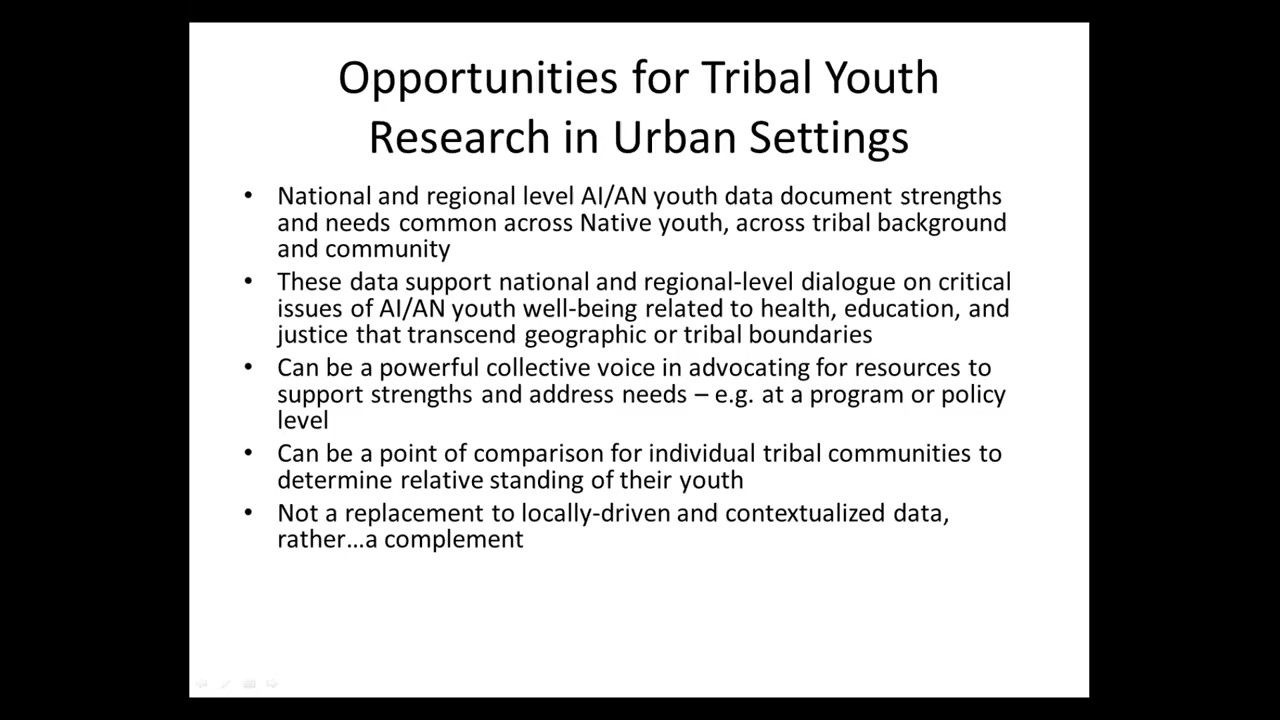 Opportunities for Tribal Youth
Research in Urban Settings
• National and regional level AI/AN youth data document strengths
and needs common across Native youth, across tribal background
and community
• These data support national and regional-level dialogue on critical
issues of AI/AN youth well-being related to health, education, and
justice that transcend geographic or tribal boundaries
• Can be a powerful collective voice in advocating for resources to
support strengths and address needs – e.g. at a program or policy
level
• Can be a point of comparison for individual tribal communities to
determine relative standing of their youth
• Not a replacement to locally-driven and contextualized data,
rather…a complement